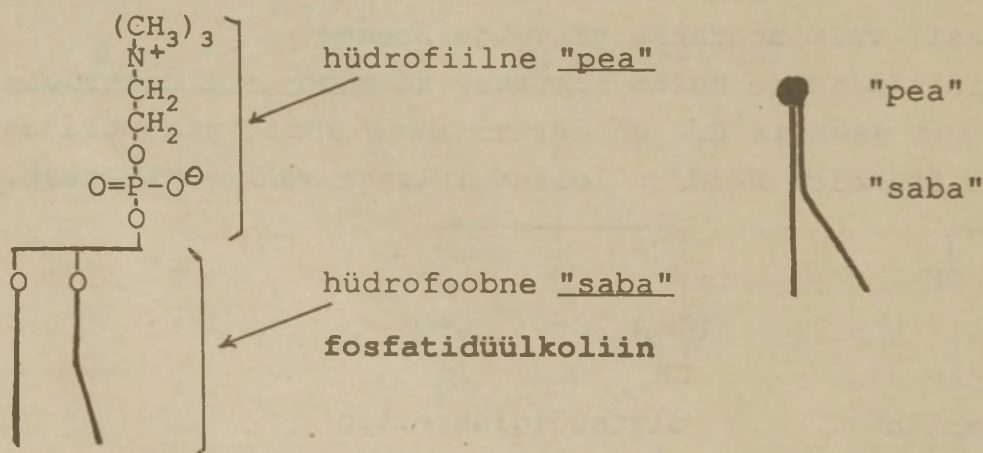 (CH₃)₃
N⁺
CH₂
CH₂
O
O=P-O⊖
O
O O
hüdrofiilne "pea"
hüdrofoobne "saba"
fosfatidüülkoliin
"pea"
"saba"